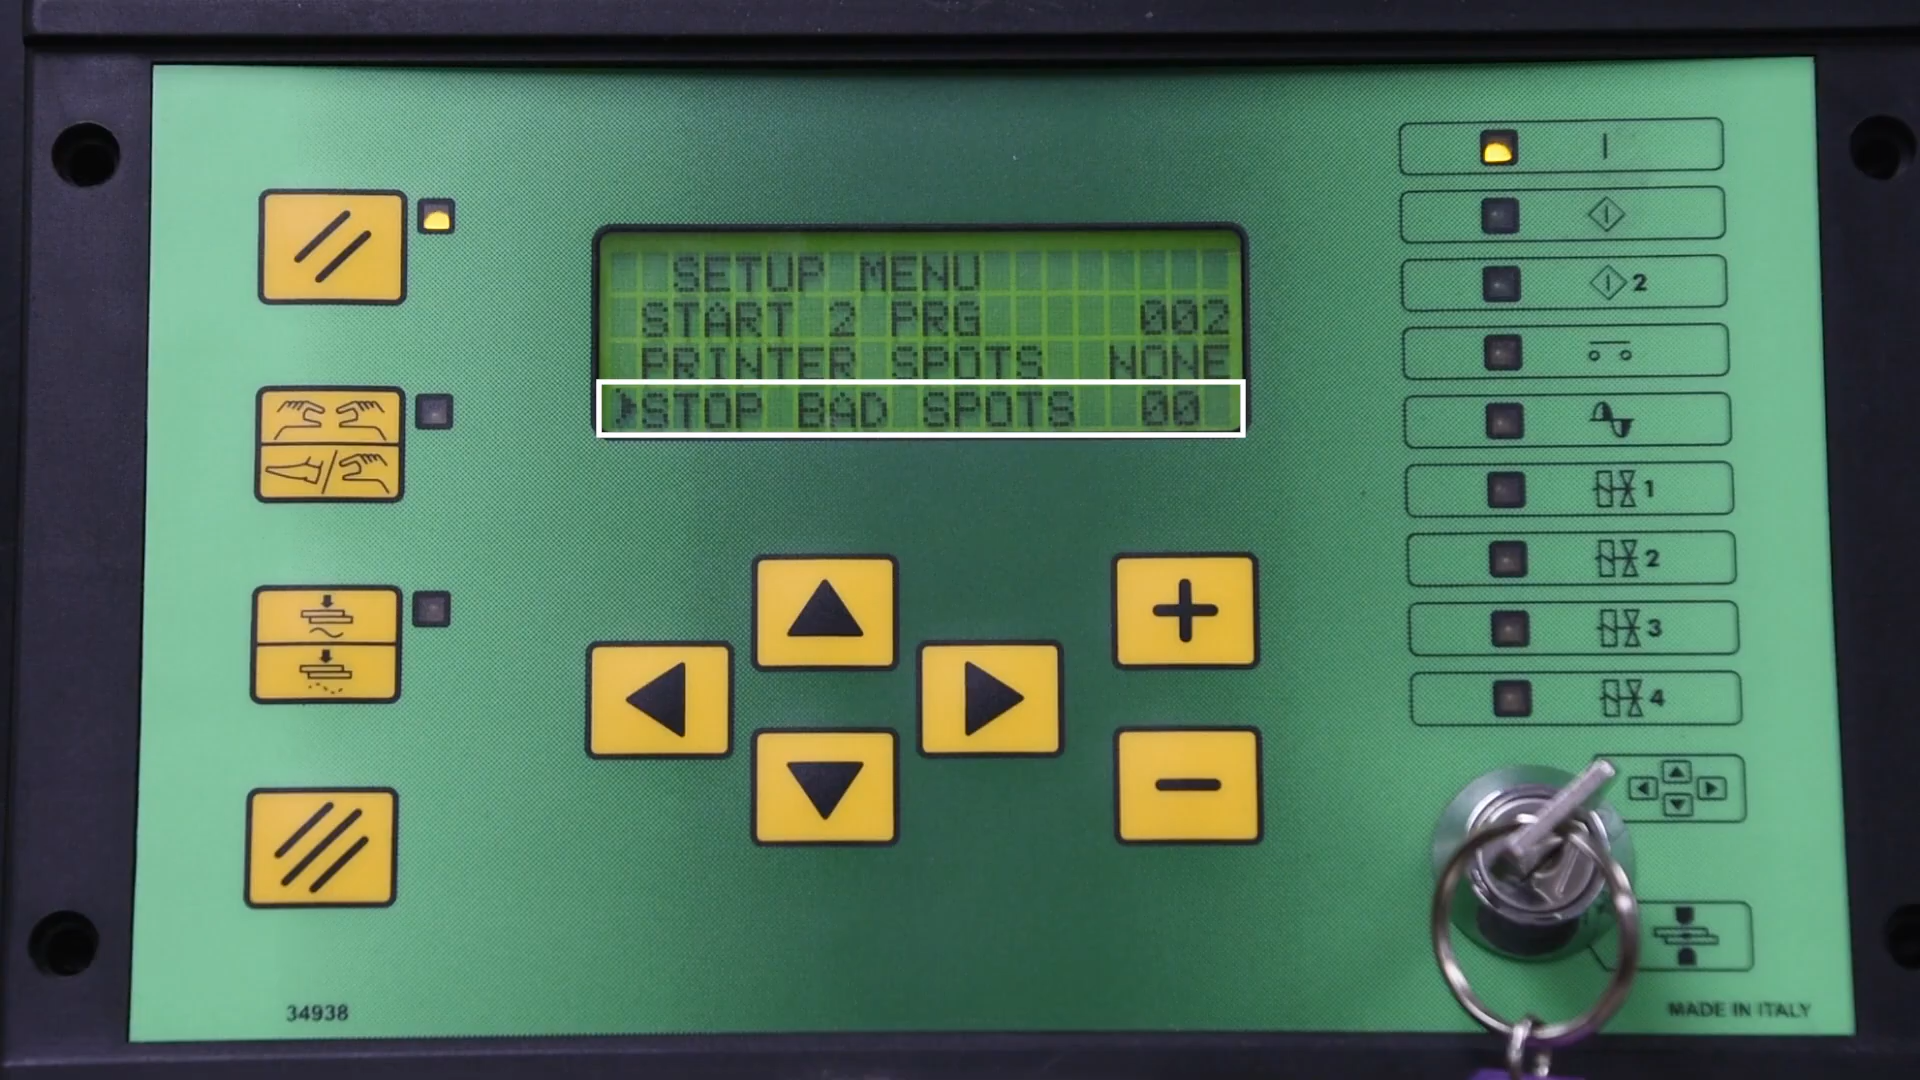 SETUP MENU
START 2 PRG 002
PRINTER SPOTS NONE
STOP BAD SPOTS 00
2
1
2
3
4
34938
MADE IN ITALY